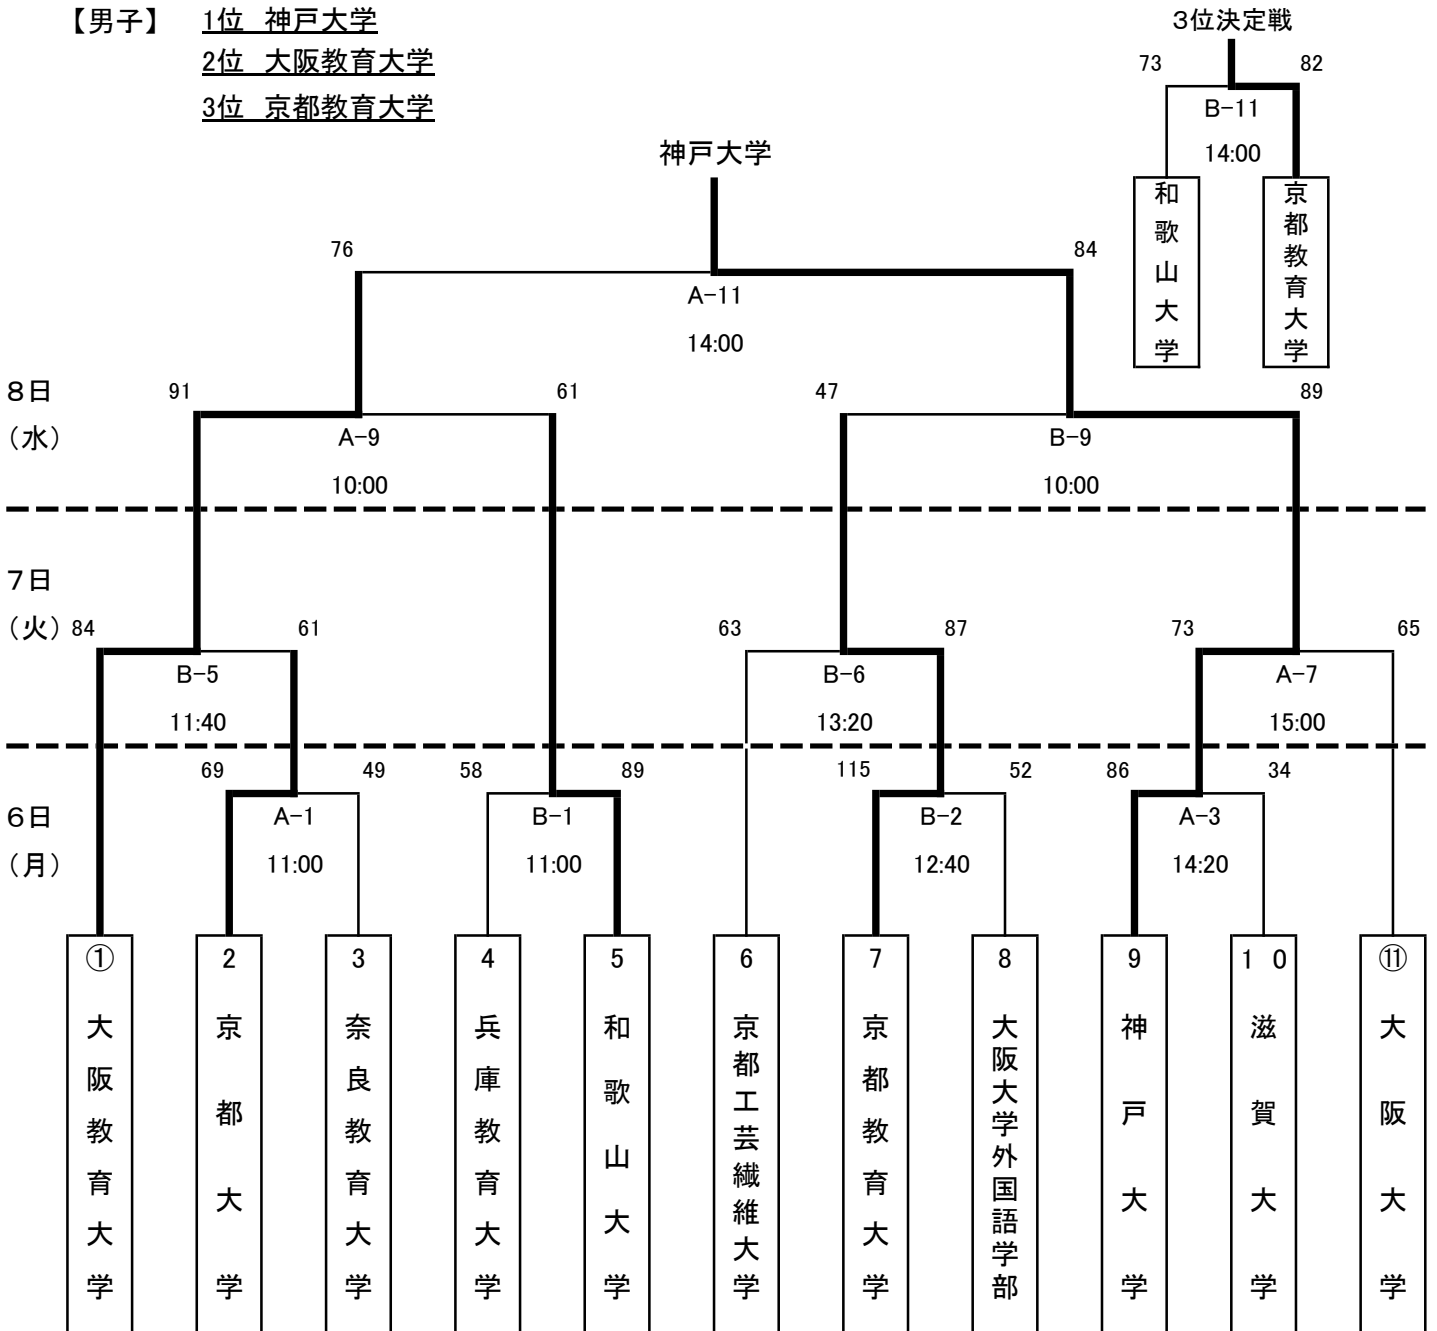 【男子】 1位 神戸大学
2位 大阪教育大学
3位 京都教育大学
3位決定戦
73 82
B-11
14:00
和歌山大学
京都教育大学
神戸大学
76 84
A-11
14:00
8日
（水）
91 61 47 89
A-9 B-9
10:00 10:00
7日
（火）
84 61 63 87 73 65
B-5 B-6 A-7
11:40 13:20 15:00
69 49 58 89 115 52 86 34
6日
（月）
A-1 B-1 B-2 A-3
11:00 11:00 12:40 14:20
① 大阪教育大学
2 京都大学
3 奈良教育大学
4 兵庫教育大学
5 和歌山大学
6 京都工芸繊維大学
7 京都教育大学
8 大阪大学外国語学部
9 神戸大学
10 滋賀大学
⑪ 大阪大学